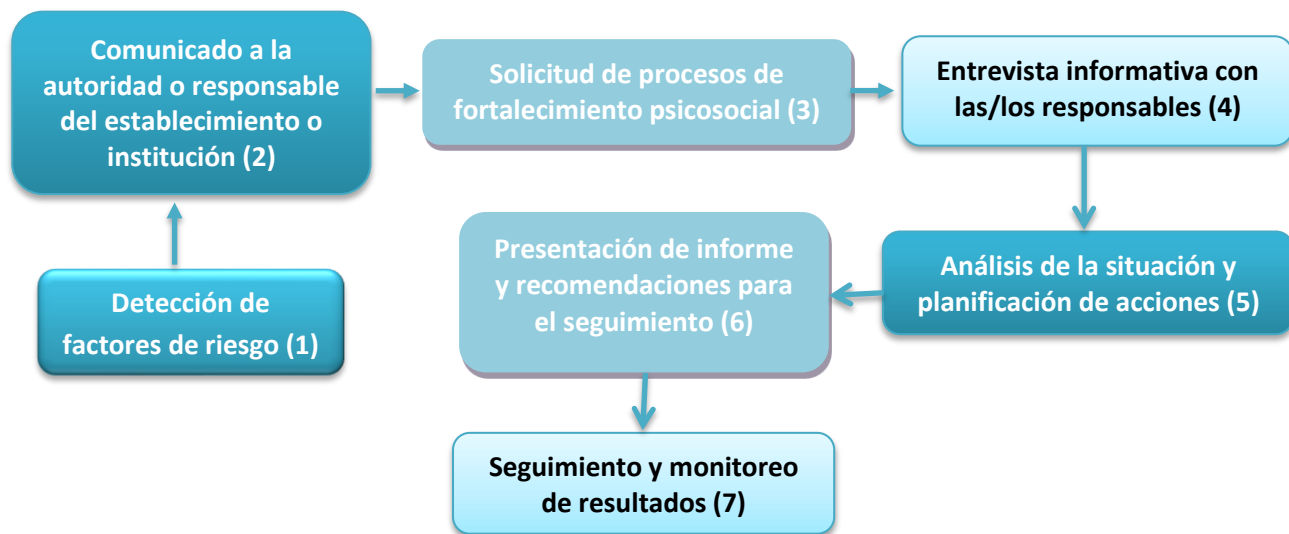 Detección de
factores de riesgo (1)
Comunicado a la
autoridad o responsable
del establecimiento o
institución (2)
Solicitud de procesos de
fortalecimiento psicosocial (3)
Entrevista informativa con
las/los responsables (4)
Análisis de la situación y
planificación de acciones (5)
Presentación de informe
y recomendaciones para
el seguimiento (6)
Seguimiento y monitoreo
de resultados (7)